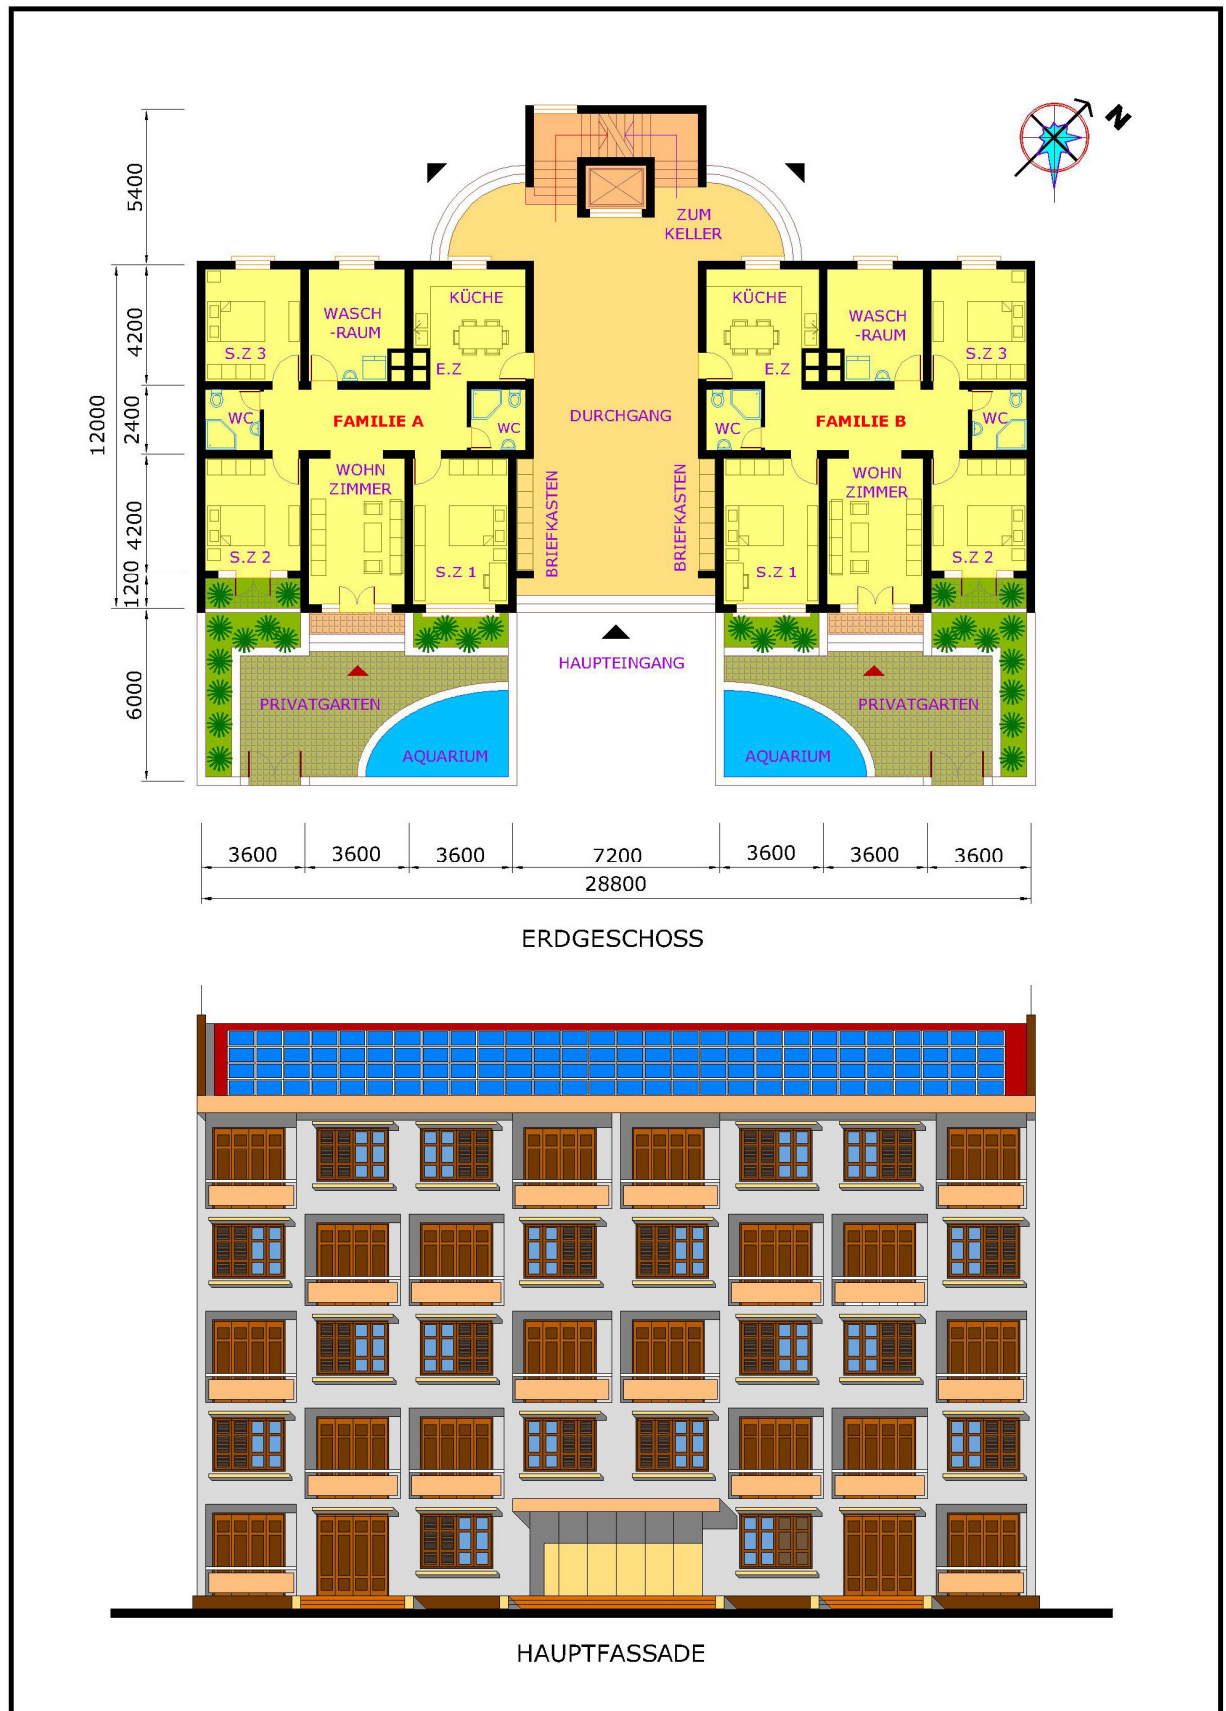 N
5400
ZUM
KELLER
12000
4200
2400
4200
1200
6000
KÜCHE
KÜCHE
WASCH
-RAUM
WASCH
-RAUM
S.Z 3
E.Z
E.Z
S.Z 3
WC
FAMILIE A
WC
DURCHGANG
WC
FAMILIE B
WC
WOHN
ZIMMER
BRIEFKASTEN
BRIEFKASTEN
WOHN
ZIMMER
S.Z 2
S.Z 1
S.Z 1
S.Z 2
HAUPTEINGANG
PRIVATGARTEN
PRIVATGARTEN
AQUARIUM
AQUARIUM
3600 3600 3600 7200 3600 3600 3600
28800
ERDGESCHOSS
HAUPTFASSADE